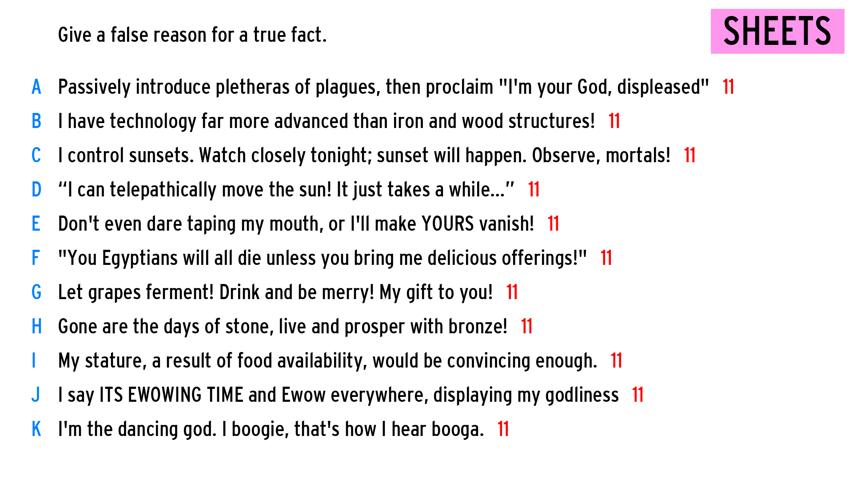 Give a false reason for a true fact.
SHEETS
A Passively introduce pletheras of plagues, then proclaim "I'm your God, displeased" 11
B I have technology far more advanced than iron and wood structures! 11
C I control sunsets. Watch closely tonight; sunset will happen. Observe, mortals! 11
D “I can telepathically move the sun! It just takes a while...” 11
E Don't even dare taping my mouth, or I'll make YOURS vanish! 11
F "You Egyptians will all die unless you bring me delicious offerings!" 11
G Let grapes ferment! Drink and be merry! My gift to you! 11
H Gone are the days of stone, live and prosper with bronze! 11
I My stature, a result of food availability, would be convincing enough. 11
J I say ITS EWOWING TIME and Ewow everywhere, displaying my godliness 11
K I'm the dancing god. I boogie, that's how I hear booga. 11